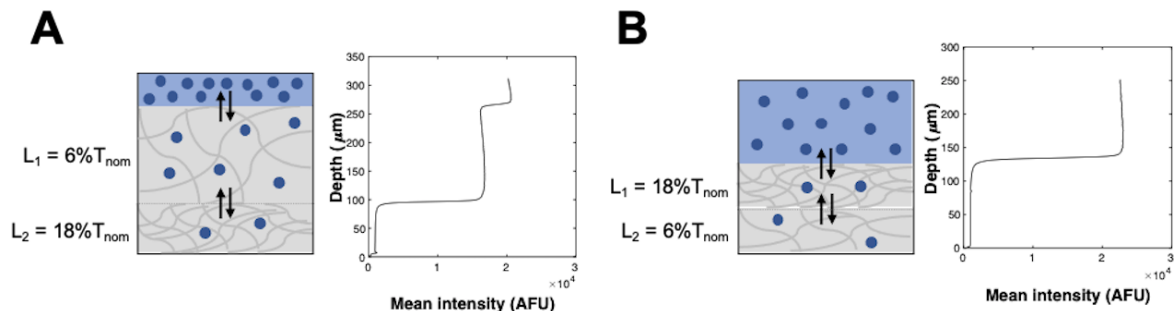 A
B
L1 = 6%Tnom
L2 = 18%Tnom
Depth ( μm)
350
300
250
200
150
100
50
0
0
1
2
3
×10^4
Mean intensity (AFU)
L1 = 18%Tnom
L2 = 6%Tnom
Depth ( μm)
300
250
200
150
100
50
0
0
1
2
3
×10^4
Mean intensity (AFU)